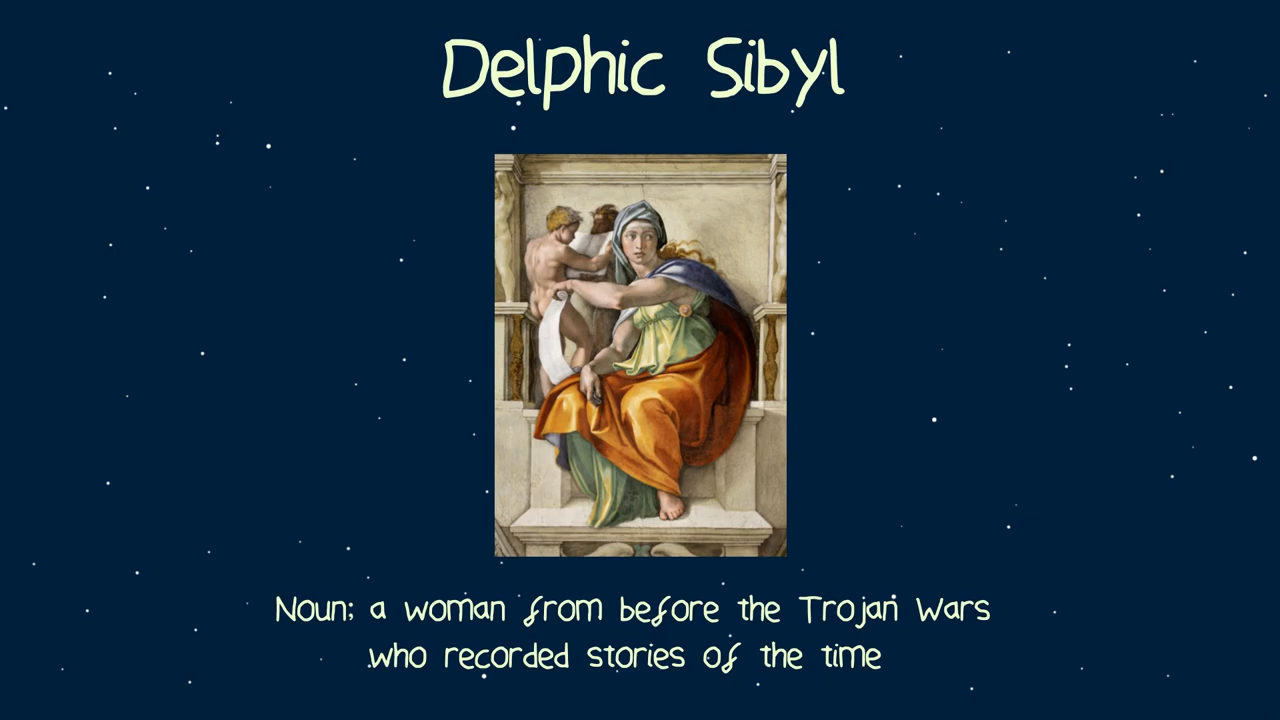 Delphic Sibyl
Noun; a woman from before the Trojan Wars
who recorded stories of the time